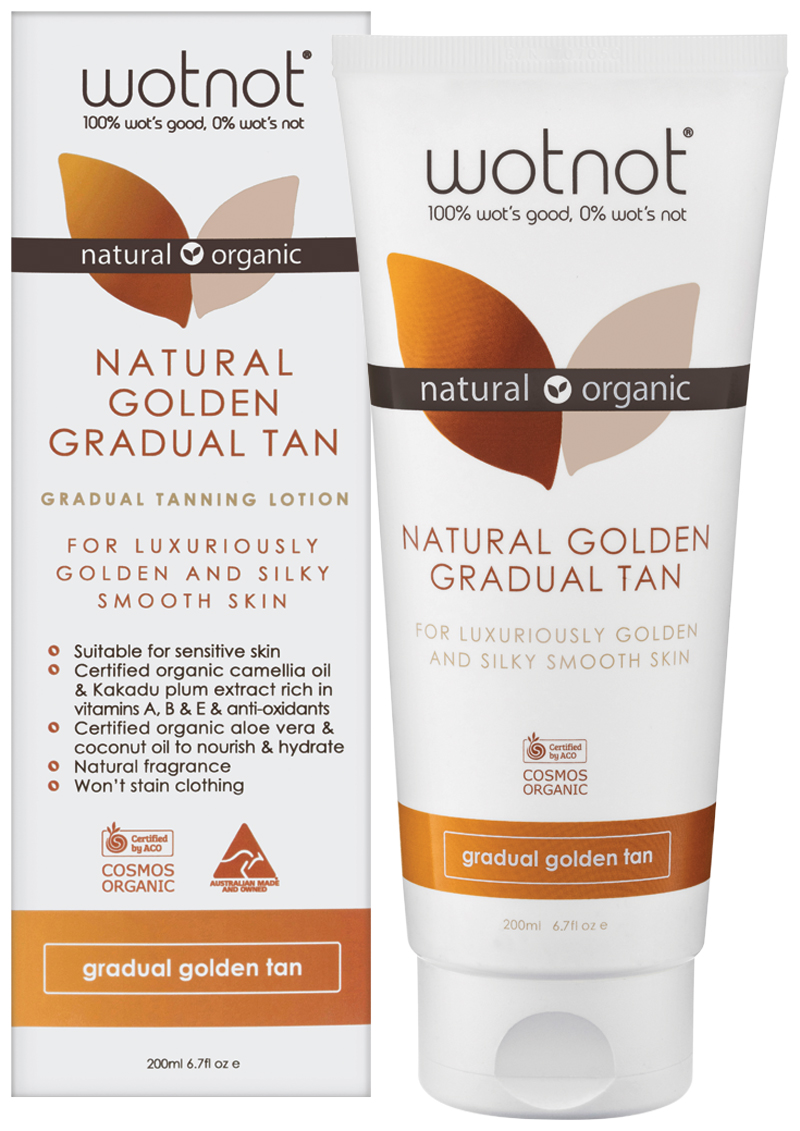 wotnot®
100% wot's good, 0% wot's not
natural organic
NATURAL
GOLDEN
GRADUAL TAN
GRADUAL TANNING LOTION
FOR LUXURIOUSLY
GOLDEN AND SILKY
SMOOTH SKIN
Suitable for sensitive skin
Certified organic camellia oil
& Kakadu plum extract rich in
vitamins A, B & E & anti-oxidants
Certified organic aloe vera &
coconut oil to nourish & hydrate
Natural fragrance
Won't stain clothing
Certified
by ACO
COSMOS
ORGANIC
AUSTRALIAN MADE
AND OWNED
gradual golden tan
200ml 6.7fl oz e
wotnot®
100% wot's good, 0% wot's not
natural organic
NATURAL GOLDEN
GRADUAL TAN
FOR LUXURIOUSLY GOLDEN
AND SILKY SMOOTH SKIN
Certified
by ACO
COSMOS
ORGANIC
gradual golden tan
200ml 6.7fl oz e